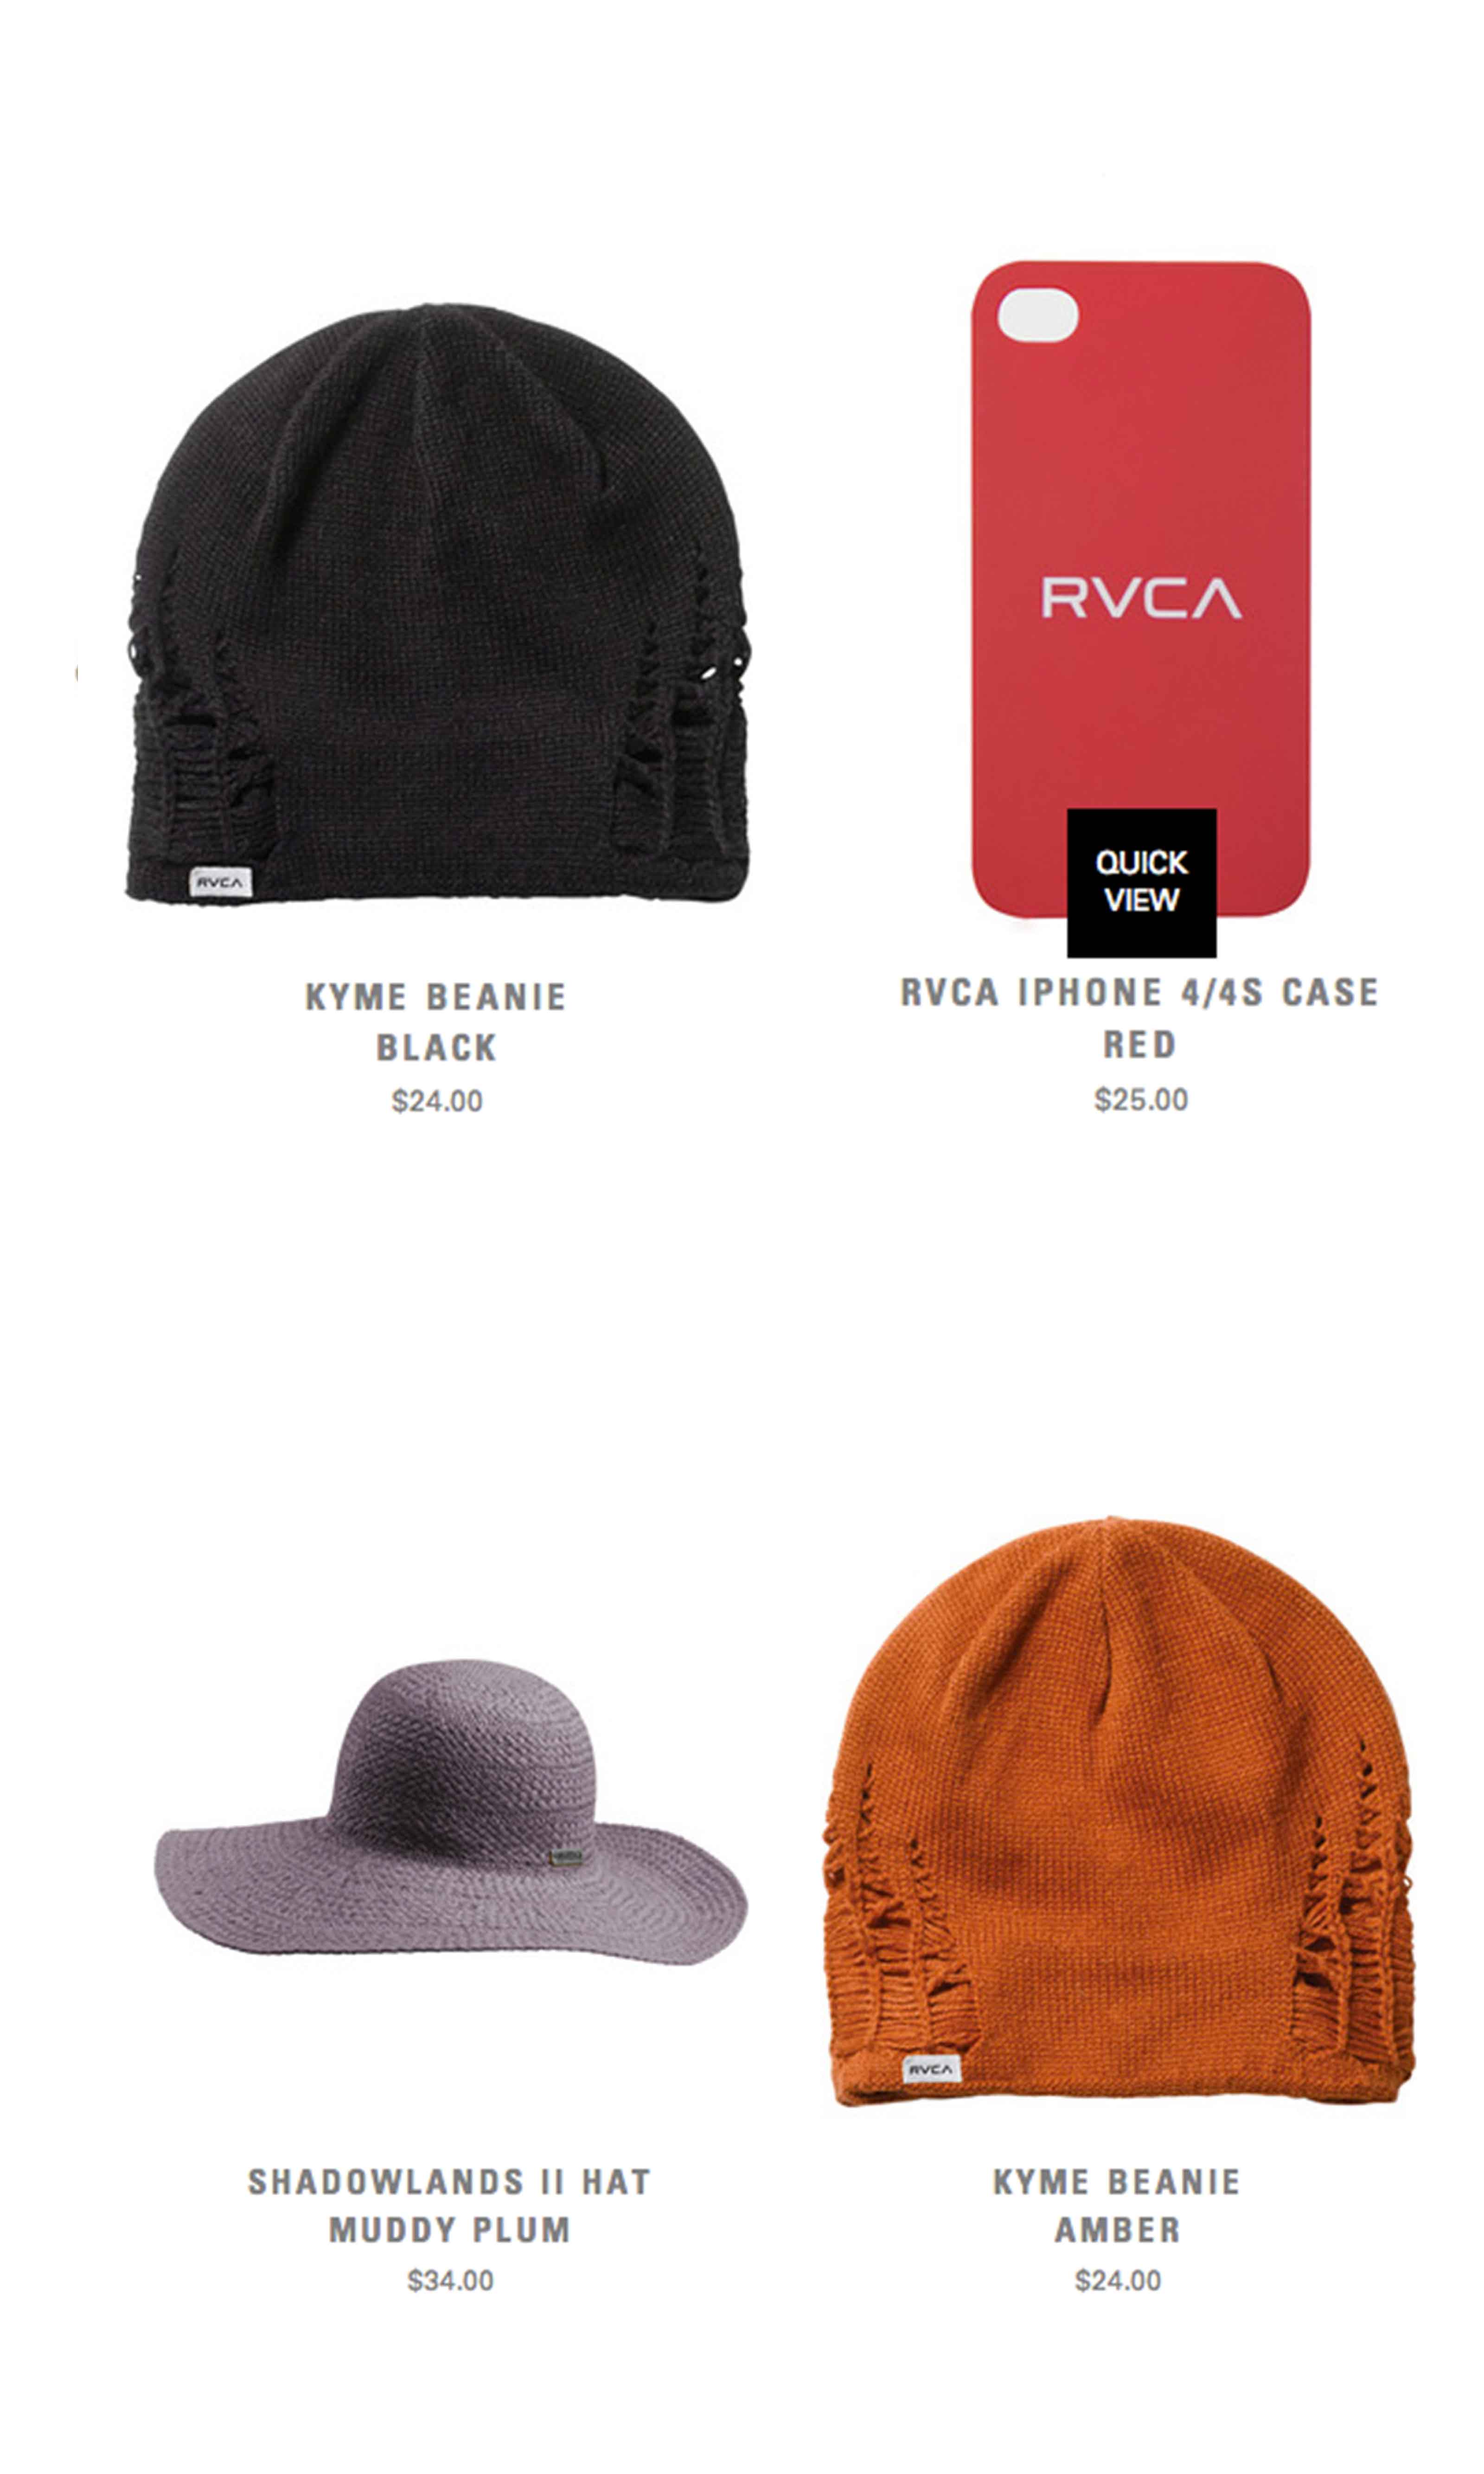 RVCA
RVCA
QUICK
VIEW
KYME BEANIE
BLACK
$24.00
RVCA IPHONE 4/4S CASE
RED
$25.00
RVCA
SHADOWLANDS II HAT
MUDDY PLUM
$34.00
KYME BEANIE
AMBER
$24.00